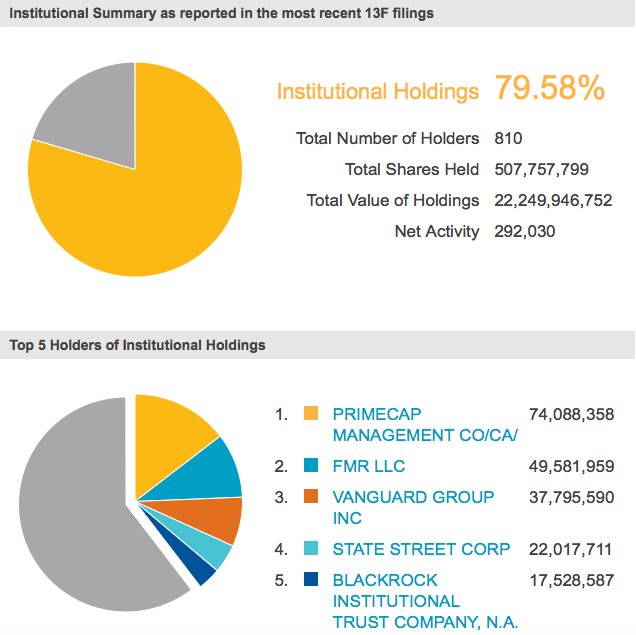 Institutional Summary as reported in the most recent 13F filings
Institutional Holdings 79.58%
Total Number of Holders 810
Total Shares Held 507,757,799
Total Value of Holdings 22,249,946,752
Net Activity 292,030
Top 5 Holders of Institutional Holdings
1. PRIMECAP 74,088,358
MANAGEMENT CO/CA/
2. FMR LLC 49,581,959
3. VANGUARD GROUP 37,795,590
INC
4. STATE STREET CORP 22,017,711
5. BLACKROCK 17,528,587
INSTITUTIONAL
TRUST COMPANY, N.A.